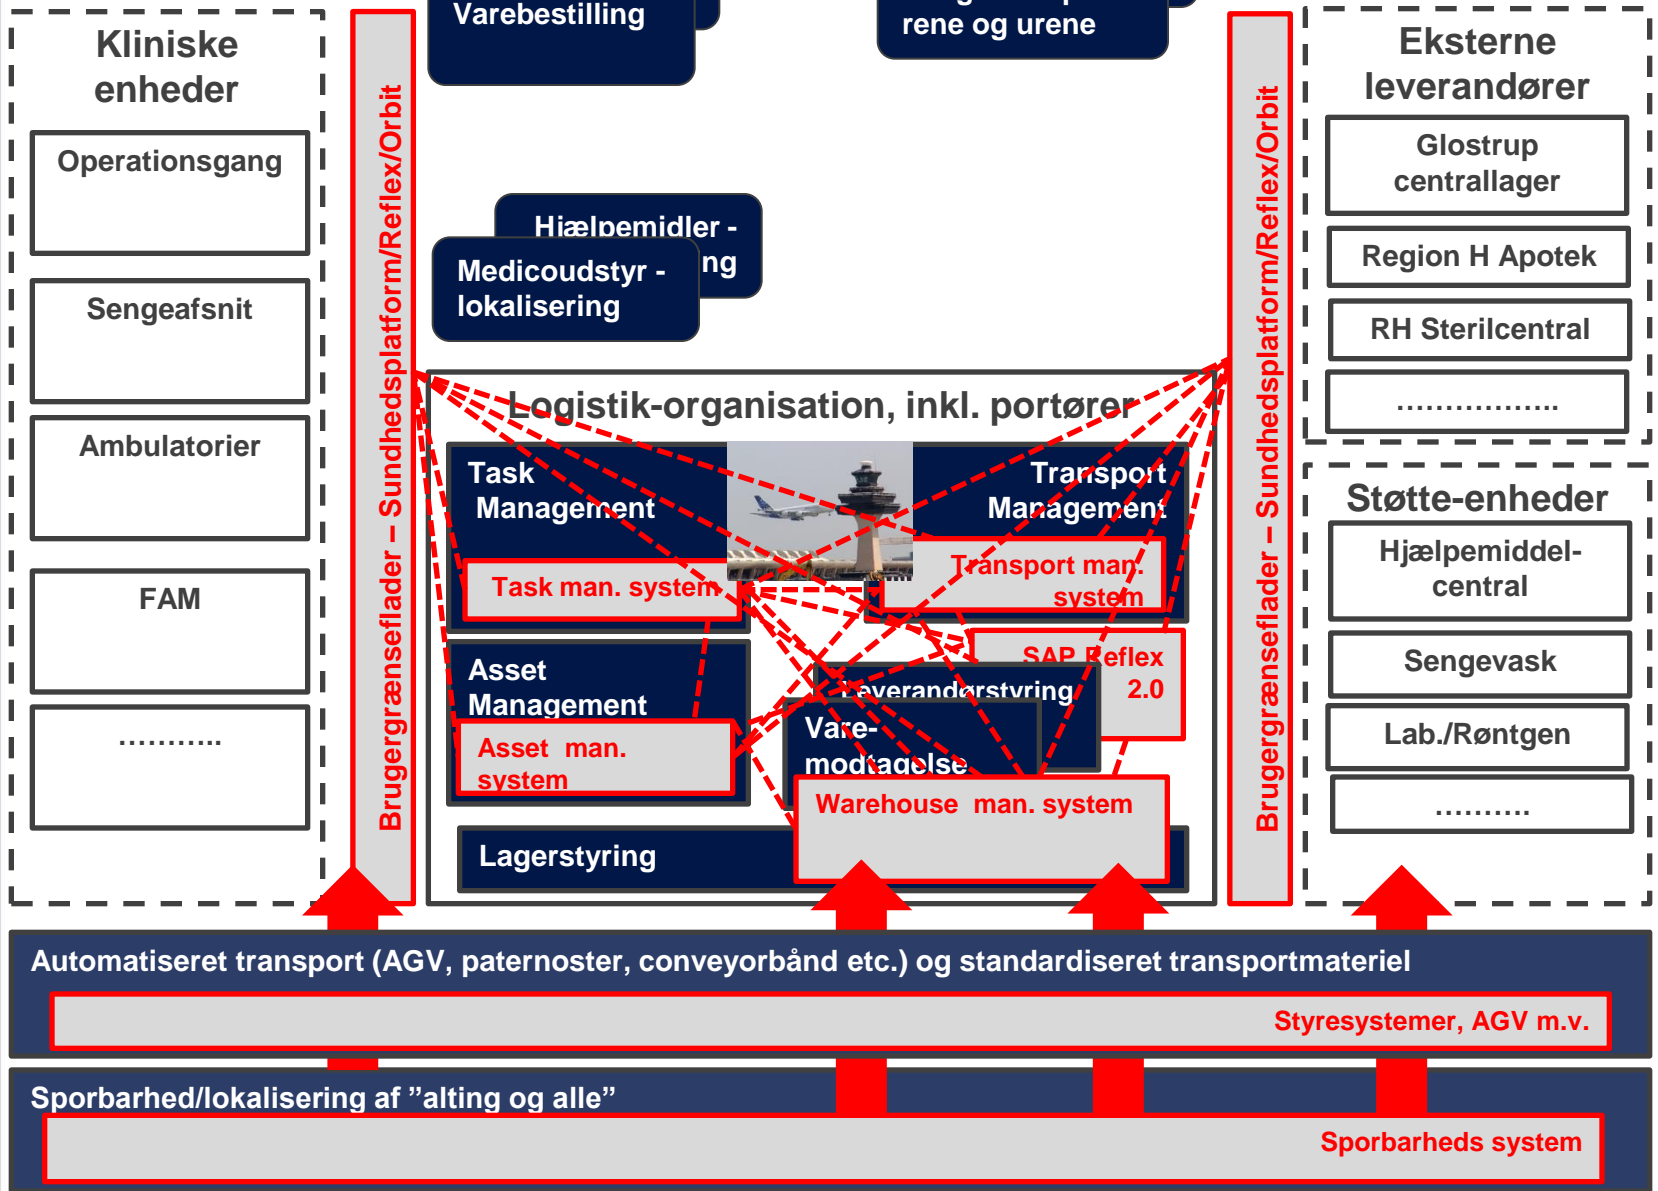 Kliniske
enheder
Operationsgang
Sengeafsnit
Ambulatorier
FAM
………..
Brugergrænseflader – Sundhedsplatform/Reflex/Orbit
Varebestilling
rene og urene
Hjælpemidler -
ng
Medicoudstyr -
lokalisering
Logistik-organisation, inkl. portører
Task
Management
Task man. system
Transport
Management
Transport man.
system
Asset
Management
Asset man.
system
SAP Reflex
2.0
Leverandørstyring
Vare-
modtagelse
Warehouse man. system
Lagerstyring
Brugergrænseflader – Sundhedsplatform/Reflex/Orbit
Eksterne
leverandører
Glostrup
centrallager
Region H Apotek
RH Sterilcentral
……………..
Støtte-enheder
Hjælpemiddel-
central
Sengevask
Lab./Røntgen
……….
Automatiseret transport (AGV, paternoster, conveyorbånd etc.) og standardiseret transportmateriel
Styresystemer, AGV m.v.
Sporbarhed/lokalisering af ”alting og alle”
Sporbarheds system